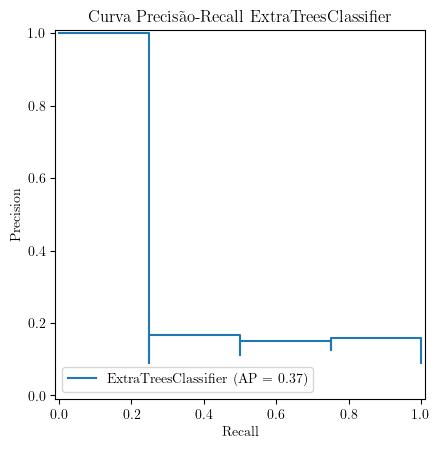 Curva Precisão-Recall ExtraTreesClassifier
1.0
0.8
0.6
0.4
0.2
0.0
Precision
ExtraTreesClassifier (AP = 0.37)
0.0 0.2 0.4 0.6 0.8 1.0
Recall